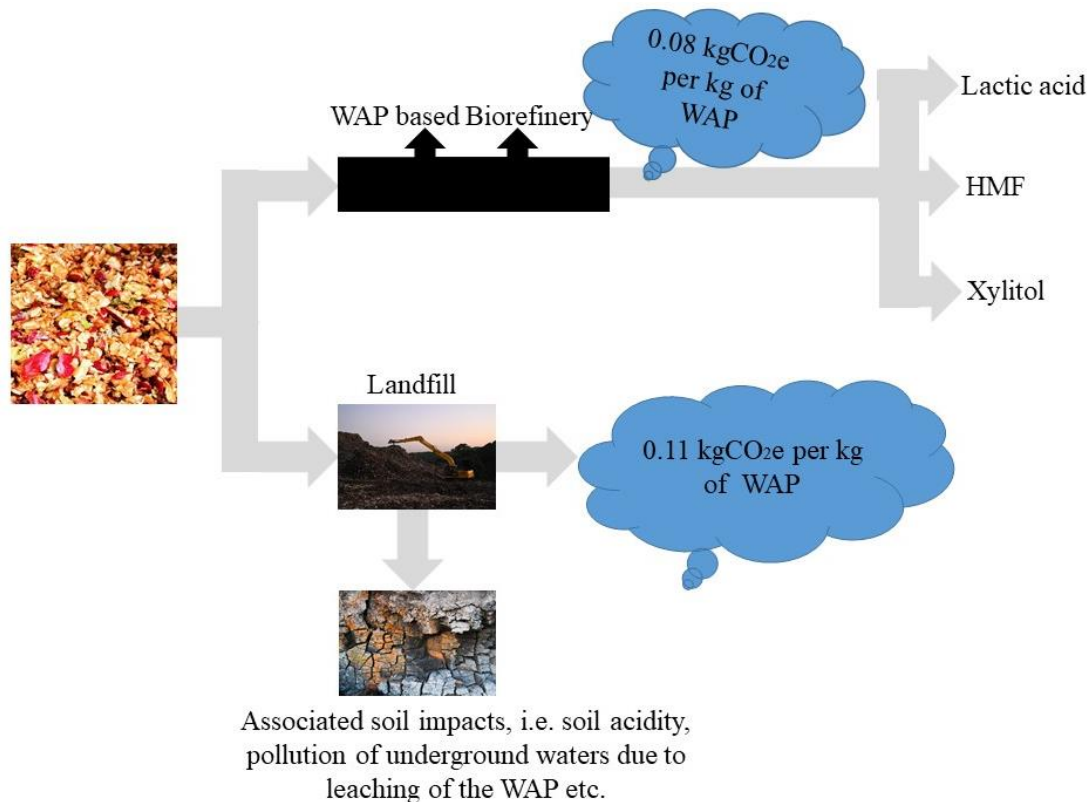 0.08 kgCO₂e
per kg of
WAP
WAP based Biorefinery
Lactic acid
HMF
Xylitol
Landfill
0.11 kgCO₂e per kg
of WAP
Associated soil impacts, i.e. soil acidity,
pollution of underground waters due to
leaching of the WAP etc.